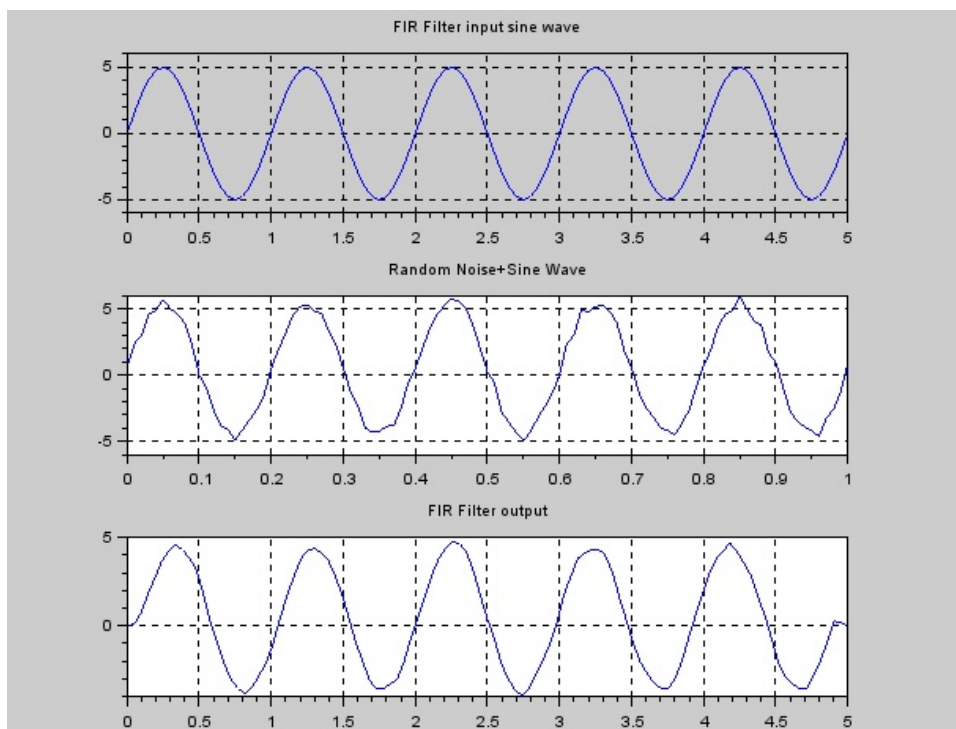 FIR Filter input sine wave
5
0
-5
0 0.5 1 1.5 2 2.5 3 3.5 4 4.5 5
Random Noise+Sine Wave
5
0
-5
0 0.1 0.2 0.3 0.4 0.5 0.6 0.7 0.8 0.9 1
FIR Filter output
5
0
0 0.5 1 1.5 2 2.5 3 3.5 4 4.5 5